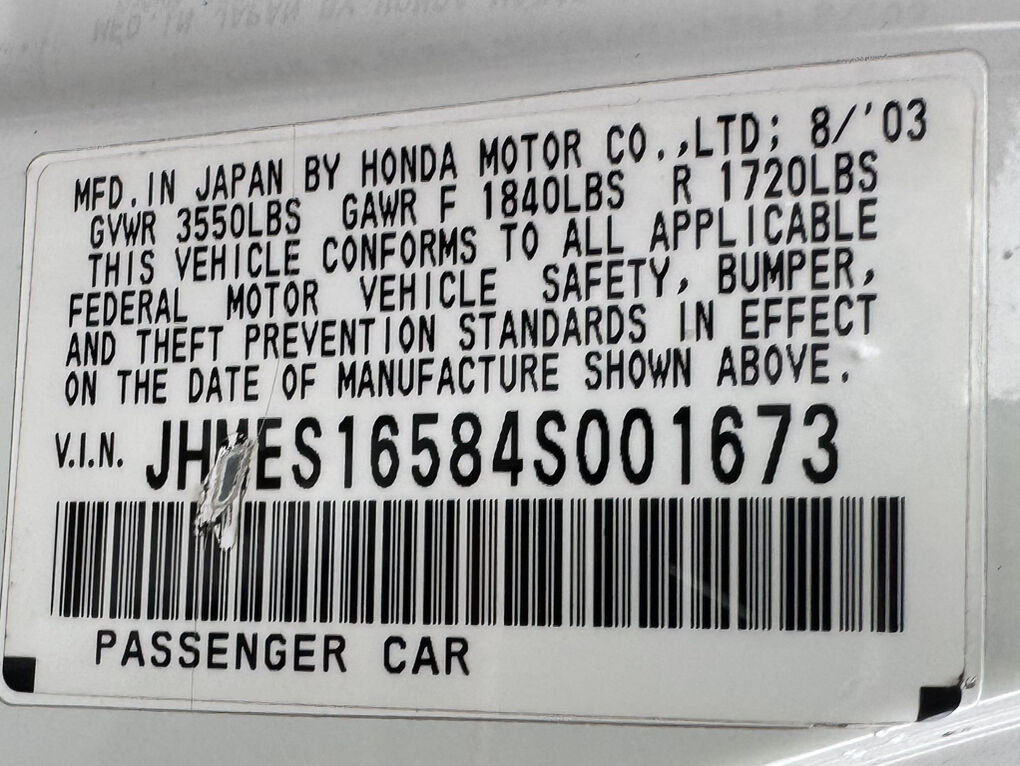 MFD. IN JAPAN BY HONDA MOTOR CO.,LTD; 8/'03
GVWR 3550LBS GAWR F 1840LBS R 1720LBS
THIS VEHICLE CONFORMS TO ALL APPLICABLE
FEDERAL MOTOR VEHICLE SAFETY, BUMPER,
AND THEFT PREVENTION STANDARDS IN EFFECT
ON THE DATE OF MANUFACTURE SHOWN ABOVE.
V.I.N. JHMES16584S001673
PASSENGER CAR